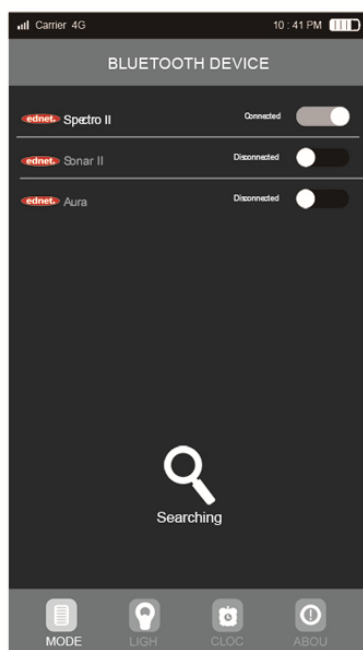 Carrier 4G 10 : 41 PM
BLUETOOTH DEVICE
ednet. Spectro II Connected
ednet. Sonar II Disconnected
ednet. Aura Disconnected
Searching
MODE LIGH CLOC ABOU